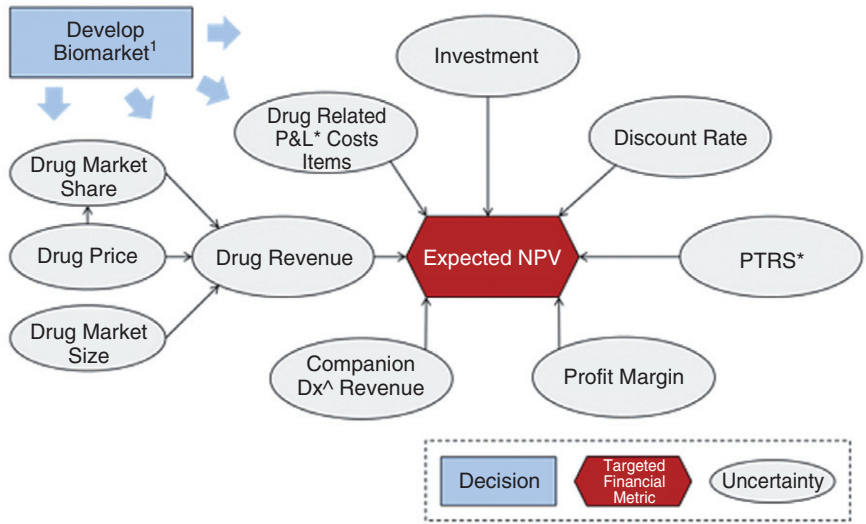 Develop
Biomarket¹
Investment
Drug Related
P&L* Costs
Items
Discount Rate
Drug Market
Share
Drug Price
Drug Revenue
Expected NPV
PTRS*
Drug Market
Size
Companion
Dx^ Revenue
Profit Margin
Decision
Targeted
Financial
Metric
Uncertainty